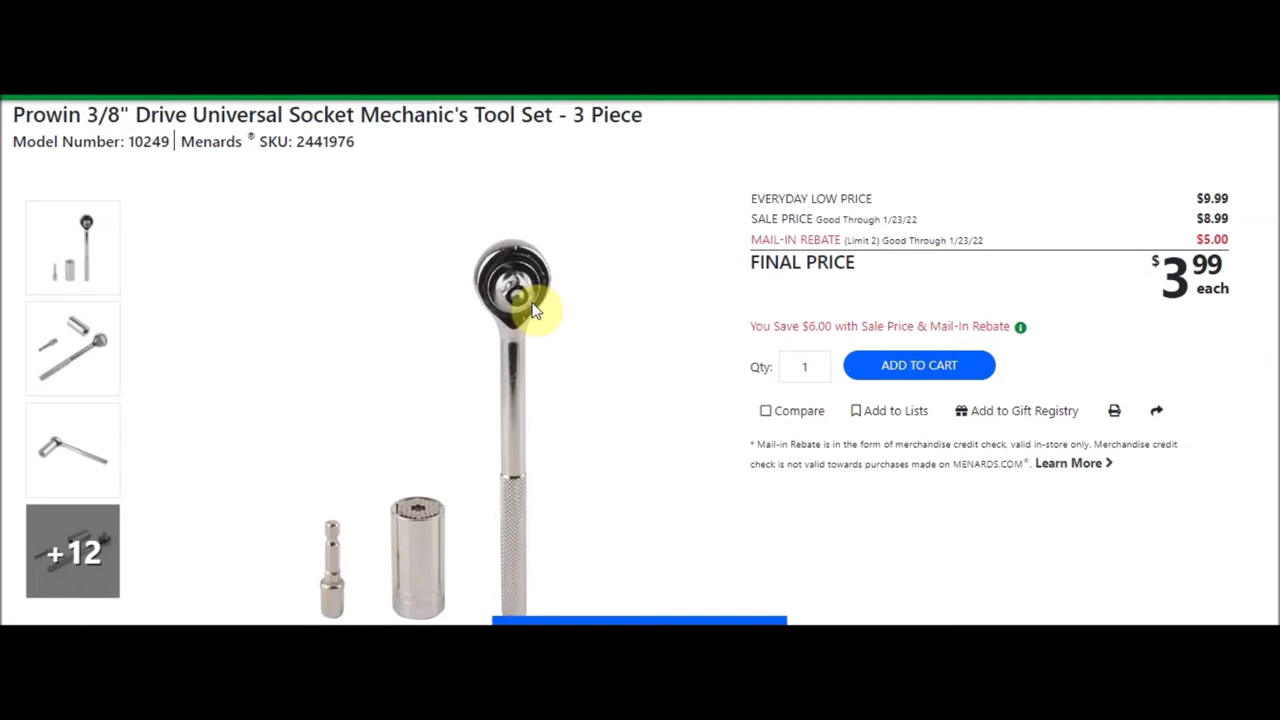 Prowin 3/8" Drive Universal Socket Mechanic's Tool Set - 3 Piece
Model Number: 10249 | Menards ® SKU: 2441976
EVERYDAY LOW PRICE $9.99
SALE PRICE Good Through 1/23/22 $8.99
MAIL-IN REBATE (Limit 2) Good Through 1/23/22 $5.00
FINAL PRICE $3 99 each
You Save $6.00 with Sale Price & Mail-In Rebate
Qty: 1 ADD TO CART
Compare Add to Lists Add to Gift Registry
* Mail-in Rebate is in the form of merchandise credit check, valid in-store only. Merchandise credit
check is not valid towards purchases made on MENARDS.COM®. Learn More
+12